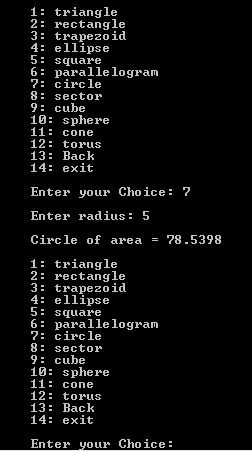 1: triangle
2: rectangle
3: trapezoid
4: ellipse
5: square
6: parallelogram
7: circle
8: sector
9: cube
10: sphere
11: cone
12: torus
13: Back
14: exit
Enter your Choice: 7
Enter radius: 5
Circle of area = 78.5398
1: triangle
2: rectangle
3: trapezoid
4: ellipse
5: square
6: parallelogram
7: circle
8: sector
9: cube
10: sphere
11: cone
12: torus
13: Back
14: exit
Enter your Choice: